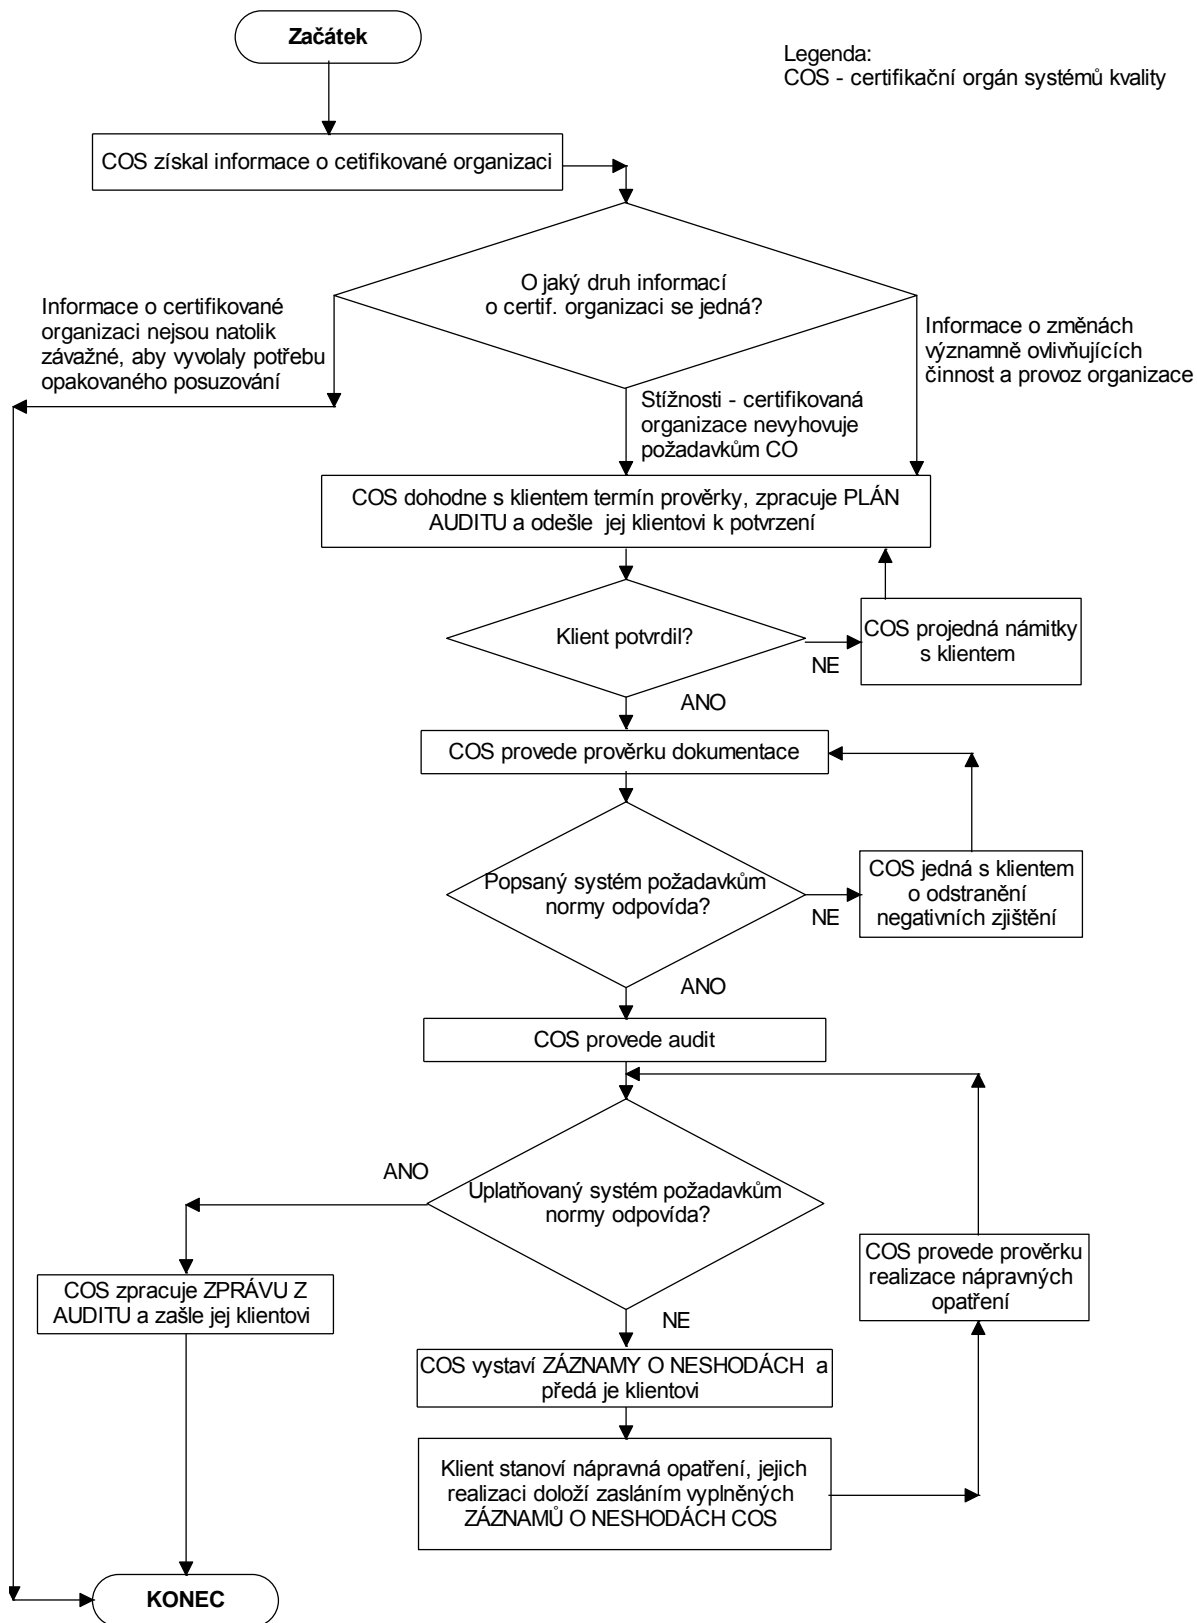 Začátek
Legenda:
COS - certifikační orgán systémů kvality
COS získal informace o cetifikované organizaci
O jaký druh informací
o certif. organizaci se jedná?
Informace o certifikované
organizaci nejsou natolik
závažné, aby vyvolaly potřebu
opakovaného posuzování
Informace o změnách
významně ovlivňujících
činnost a provoz organizace
Stížnosti - certifikovaná
organizace nevyhovuje
požadavkům CO
COS dohodne s klientem termín prověrky, zpracuje PLÁN
AUDITU a odešle jej klientovi k potvrzení
Klient potvrdil?
NE
COS projedná námitky
s klientem
ANO
COS provede prověrku dokumentace
Popsaný systém požadavkům
normy odpovída?
NE
COS jedná s klientem
o odstranění
negativních zjištění
ANO
COS provede audit
ANO
Uplatňovaný systém požadavkům
normy odpovída?
COS provede prověrku
realizace nápravných
opatření
COS zpracuje ZPRÁVU Z
AUDITU a zašle jej klientovi
NE
COS vystaví ZÁZNAMY O NESHODÁCH a
předá je klientovi
Klient stanoví nápravná opatření, jejich
realizaci doloží zasláním vyplněných
ZÁZNAMŮ O NESHODÁCH COS
KONEC